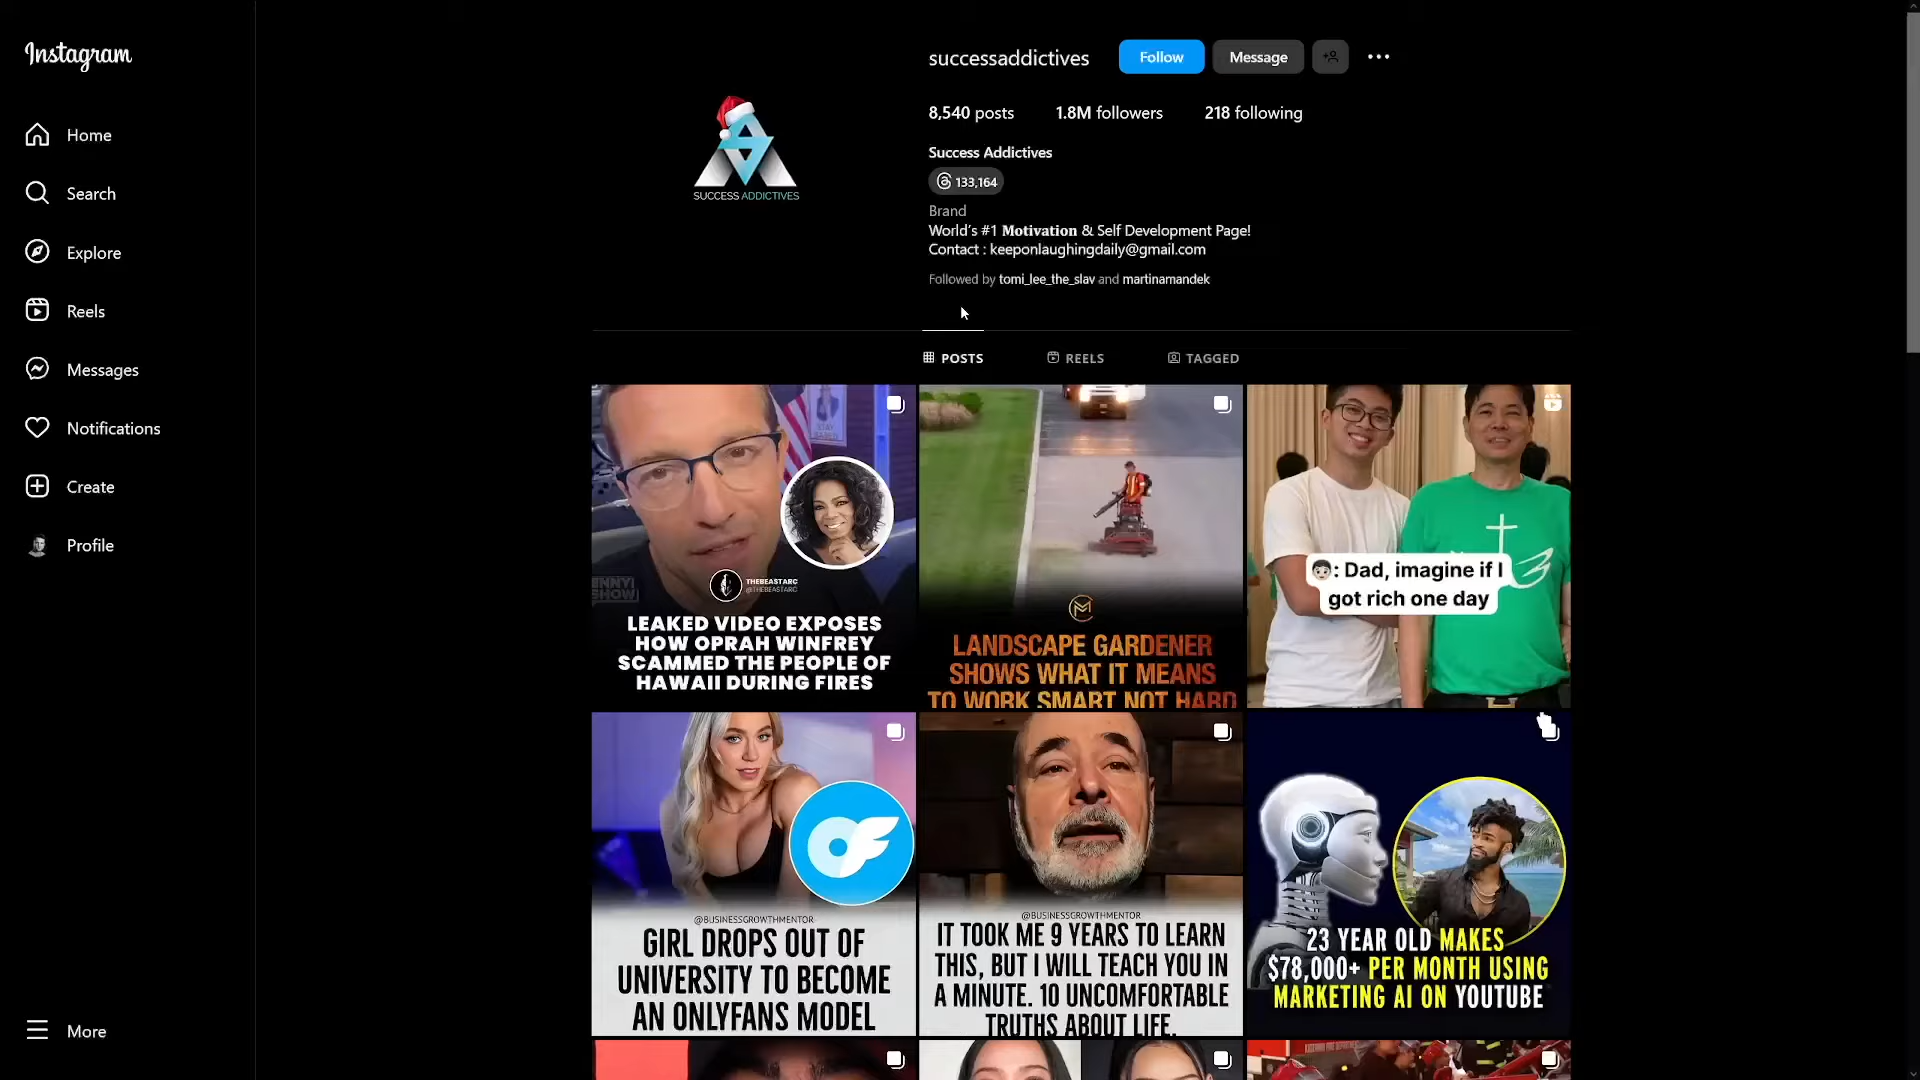 Instagram
Home
Search
Explore
Reels
Messages
Notifications
Create
Profile
More
successaddictives
Follow
Message
8,540 posts
1.8M followers
218 following
SUCCESS ADDICTIVES
Success Addictives
133,164
Brand
World's #1 Motivation & Self Development Page!
Contact : keeponlaughingdaily@gmail.com
Followed by tomi_lee_the_slav and martinamandek
POSTS
REELS
TAGGED
THEBEASTARC
@THEBEASTARC
LEAKED VIDEO EXPOSES
HOW OPRAH WINFREY
SCAMMED THE PEOPLE OF
HAWAII DURING FIRES
LANDSCAPE GARDENER
SHOWS WHAT IT MEANS
TO WORK SMART NOT HARD
: Dad, imagine if I
got rich one day
@BUSINESSGROWTHMENTOR
GIRL DROPS OUT OF
UNIVERSITY TO BECOME
AN ONLYFANS MODEL
@BUSINESSGROWTHMENTOR
IT TOOK ME 9 YEARS TO LEARN
THIS, BUT I WILL TEACH YOU IN
A MINUTE. 10 UNCOMFORTABLE
TRUTHS ABOUT LIFE.
23 YEAR OLD MAKES
$78,000+ PER MONTH USING
MARKETING AI ON YOUTUBE